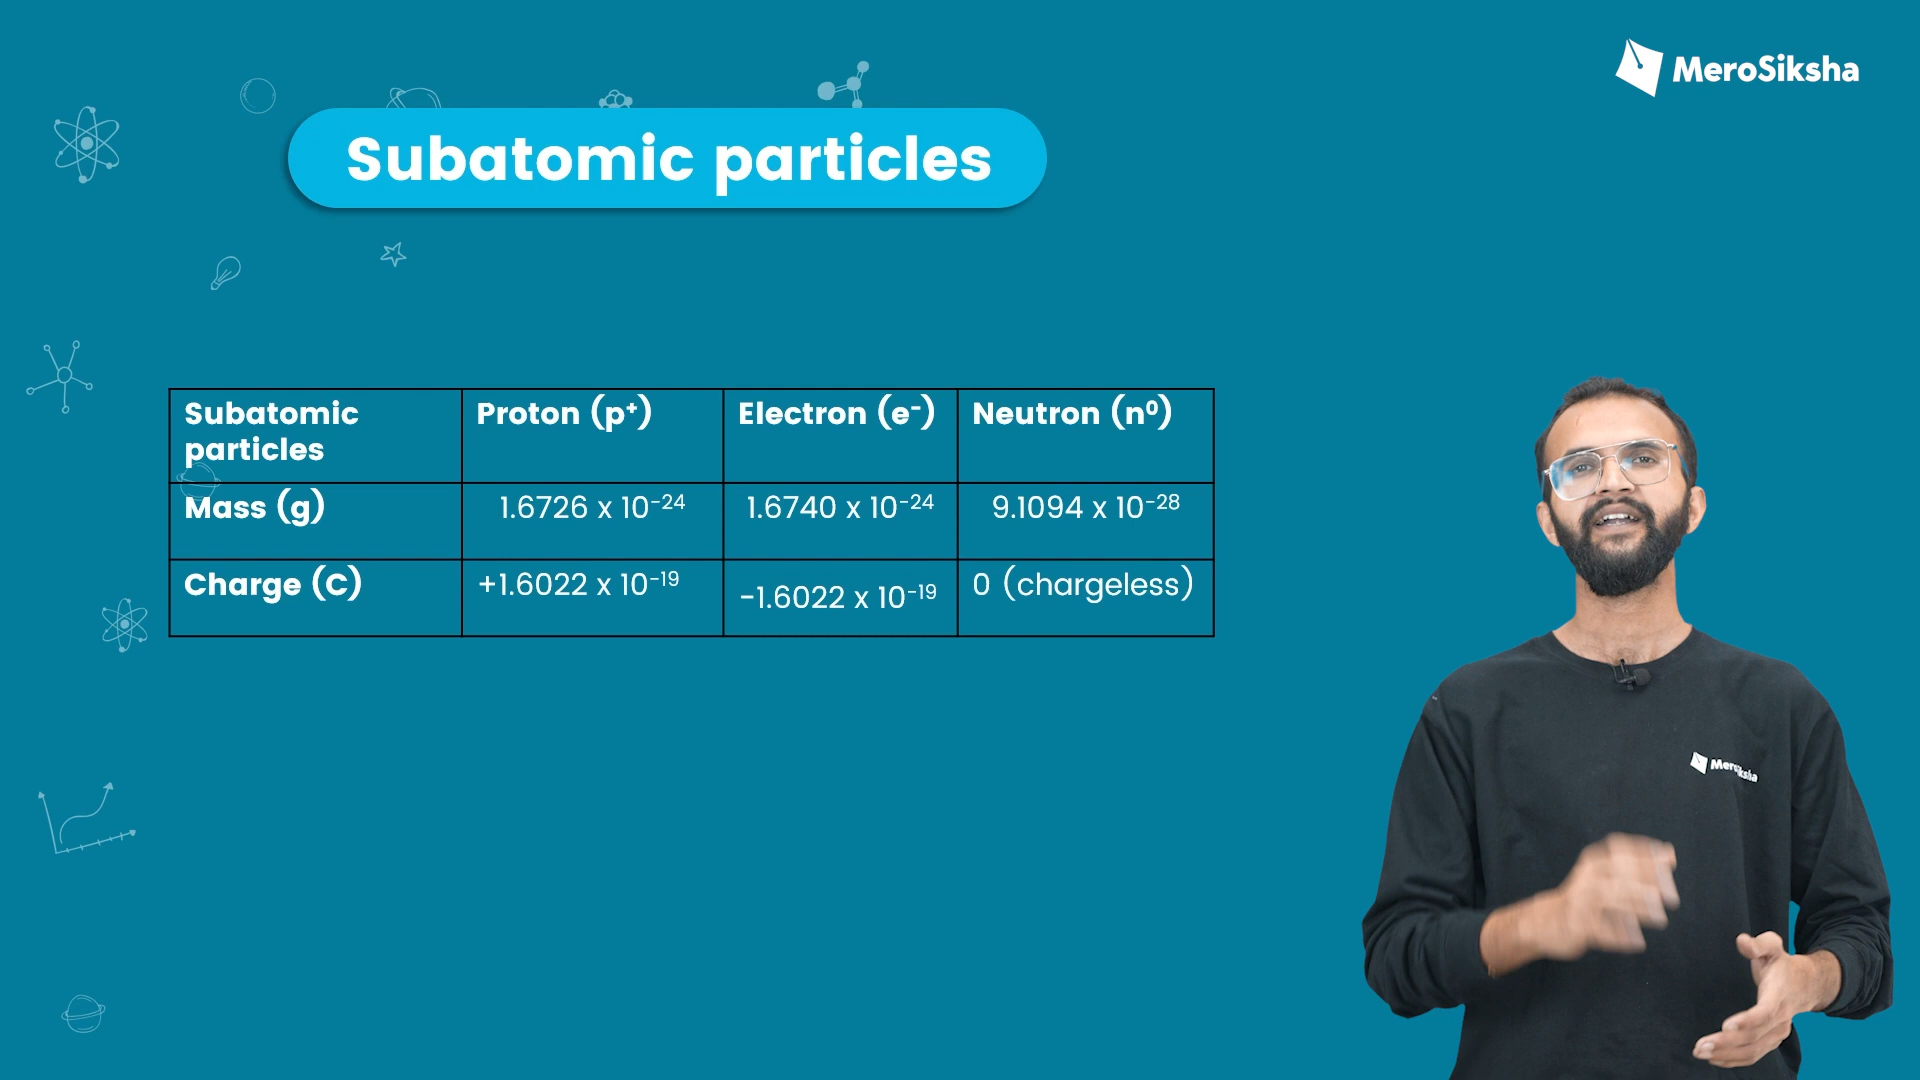 MeroSiksha
Subatomic particles
Subatomic
particles
Proton (p⁺)
Electron (e⁻)
Neutron (n⁰)
Mass (g)
1.6726 x 10⁻²⁴
1.6740 x 10⁻²⁴
9.1094 x 10⁻²⁸
Charge (C)
+1.6022 x 10⁻¹⁹
−1.6022 x 10⁻¹⁹
0 (chargeless)
MeroSiksha